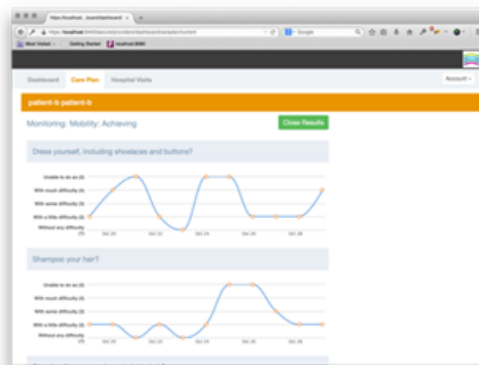 Most Visited
Getting Started
localhost:8080
Google
Dashboard
Care Plan
Hospital Visits
Account
patient-b patient-b
Monitoring: Mobility: Achieving
Close Results
Dress yourself, including shoelaces and buttons?
Unable to do so (5)
With much difficulty (4)
With some difficulty (3)
With a little difficulty (2)
Without any difficulty
(1)
Oct 20
Oct 22
Oct 24
Oct 26
Oct 28
Shampoo your hair?
Unable to do so (5)
With much difficulty (4)
With some difficulty (3)
With a little difficulty (2)
Without any difficulty
(1)
Oct 20
Oct 22
Oct 24
Oct 26
Oct 28